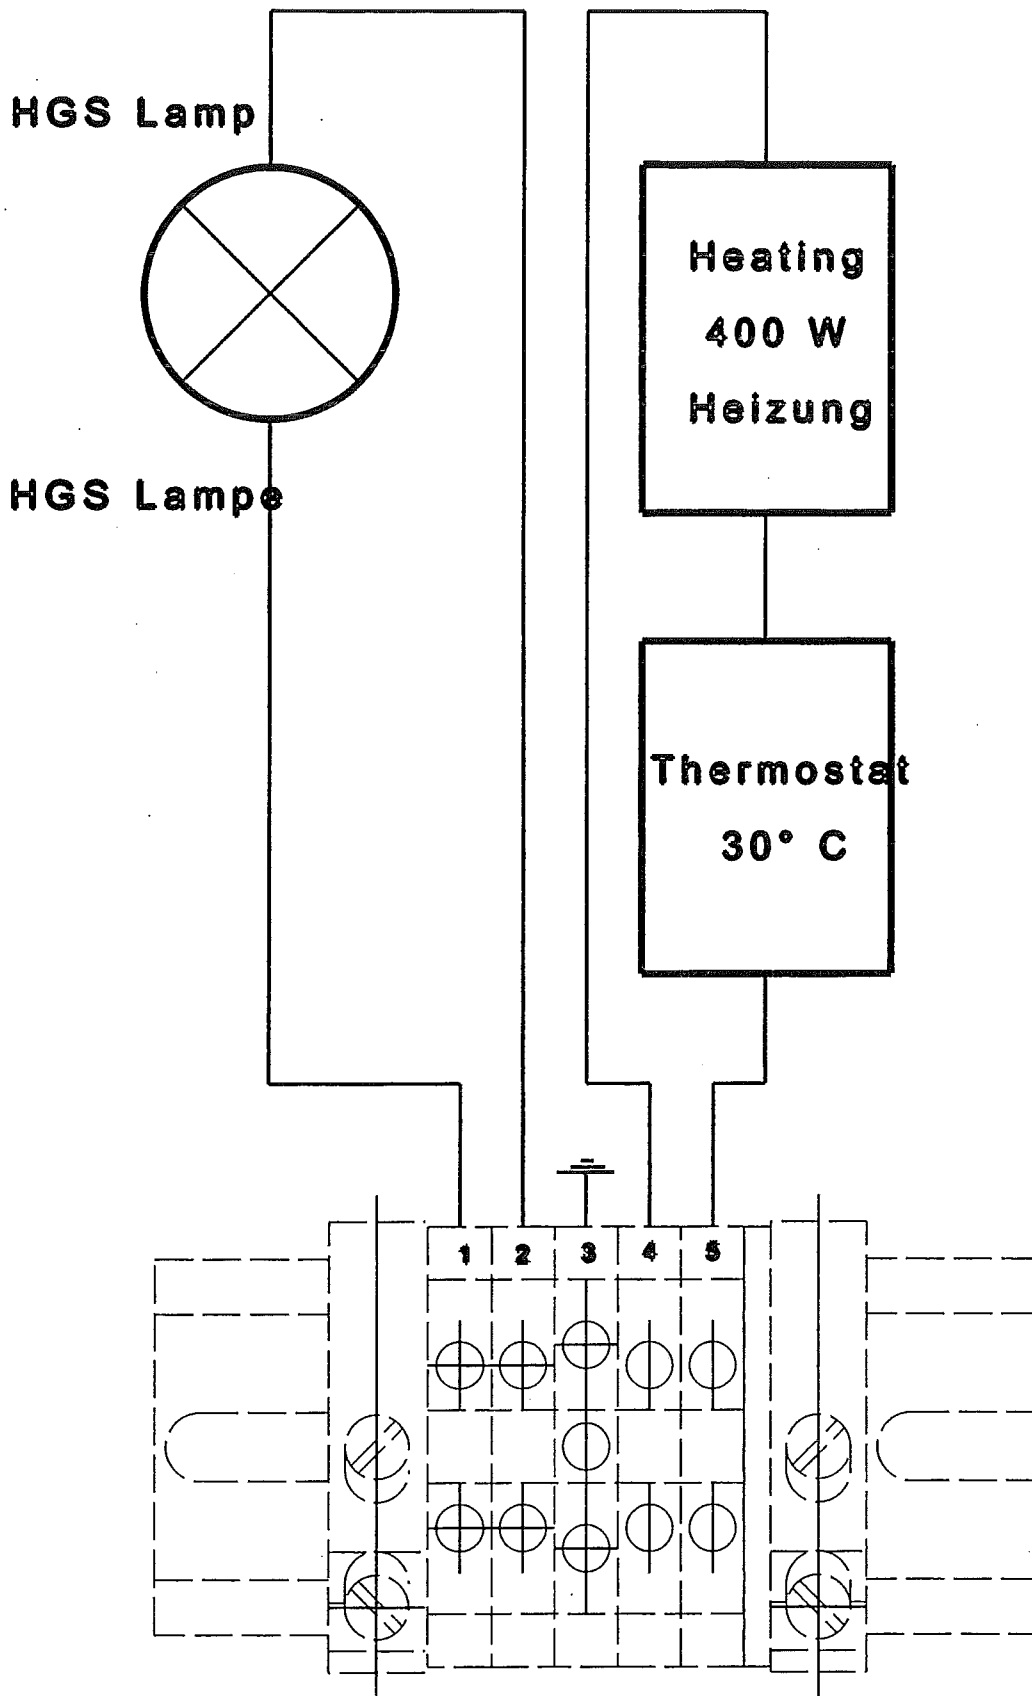 HGS Lamp
HGS Lampe
Heating
400 W
Heizung
Thermostat
30° C
1 2 3 4 5